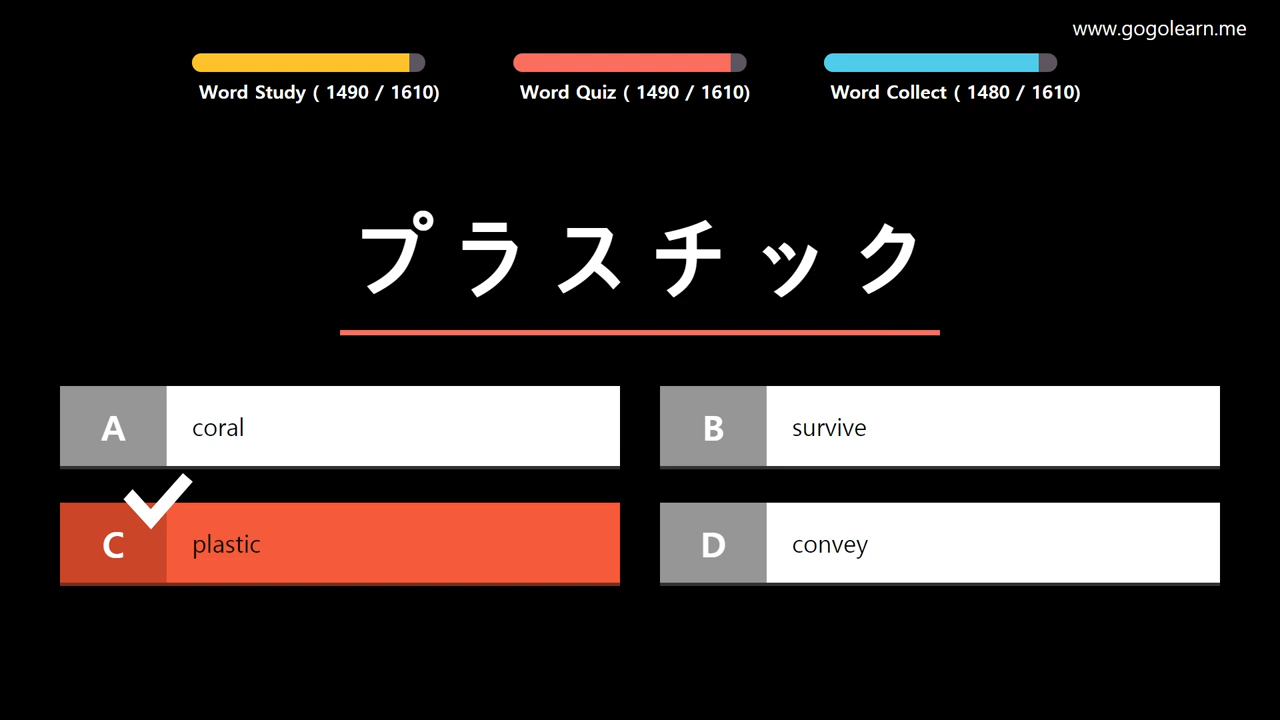 www.gogolearn.me
Word Study ( 1490 / 1610)
Word Quiz ( 1490 / 1610)
Word Collect ( 1480 / 1610)
プラスチック
A coral
B survive
C plastic
D convey